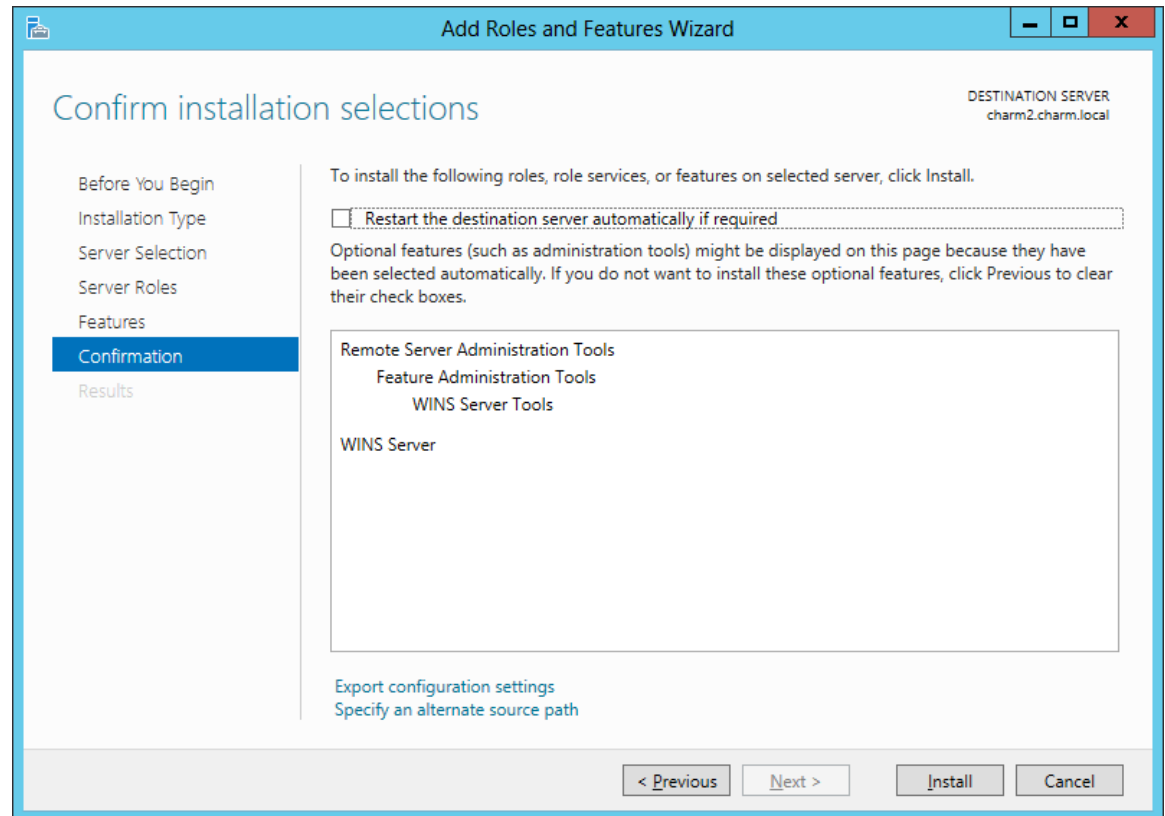 Add Roles and Features Wizard
Confirm installation selections
DESTINATION SERVER
charm2.charm.local
Before You Begin
Installation Type
Server Selection
Server Roles
Features
Confirmation
Results
To install the following roles, role services, or features on selected server, click Install.
Restart the destination server automatically if required
Optional features (such as administration tools) might be displayed on this page because they have
been selected automatically. If you do not want to install these optional features, click Previous to clear
their check boxes.
Remote Server Administration Tools
Feature Administration Tools
WINS Server Tools
WINS Server
Export configuration settings
Specify an alternate source path
< Previous
Next >
Install
Cancel